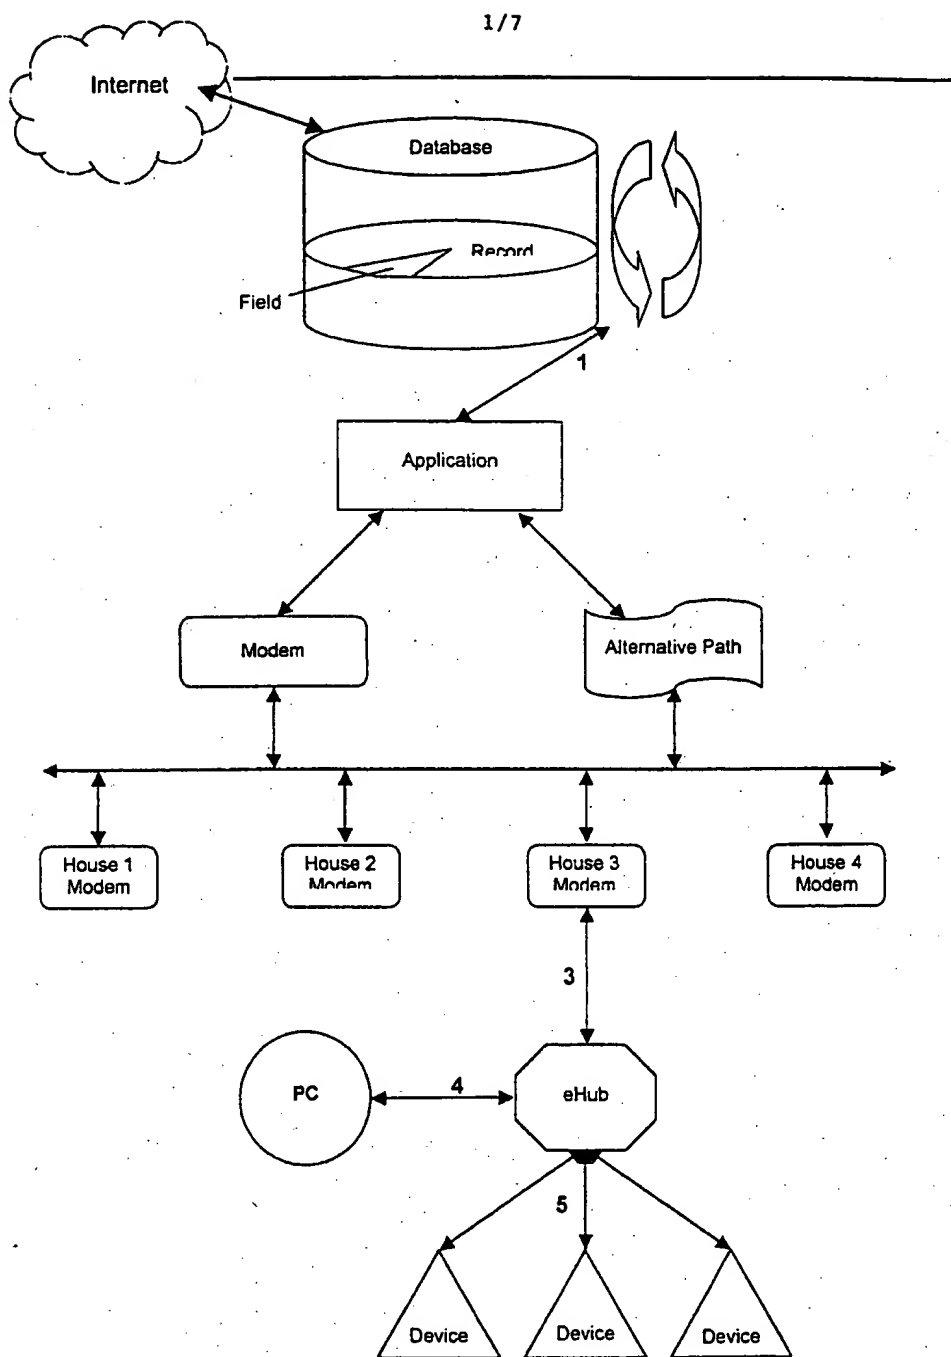 1/7
Internet
Database
Record
Field
1
Application
Modem
Alternative Path
House 1
Modem
House 2
Modem
House 3
Modem
House 4
Modem
3
PC
4
eHub
5
Device
Device
Device